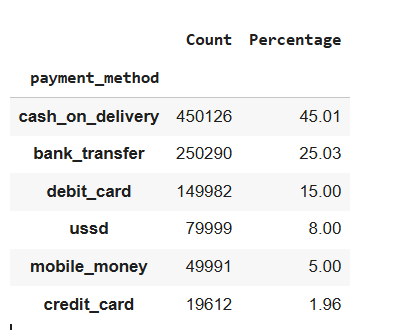 Count Percentage
payment_method
cash_on_delivery 450126 45.01
bank_transfer 250290 25.03
debit_card 149982 15.00
ussd 79999 8.00
mobile_money 49991 5.00
credit_card 19612 1.96